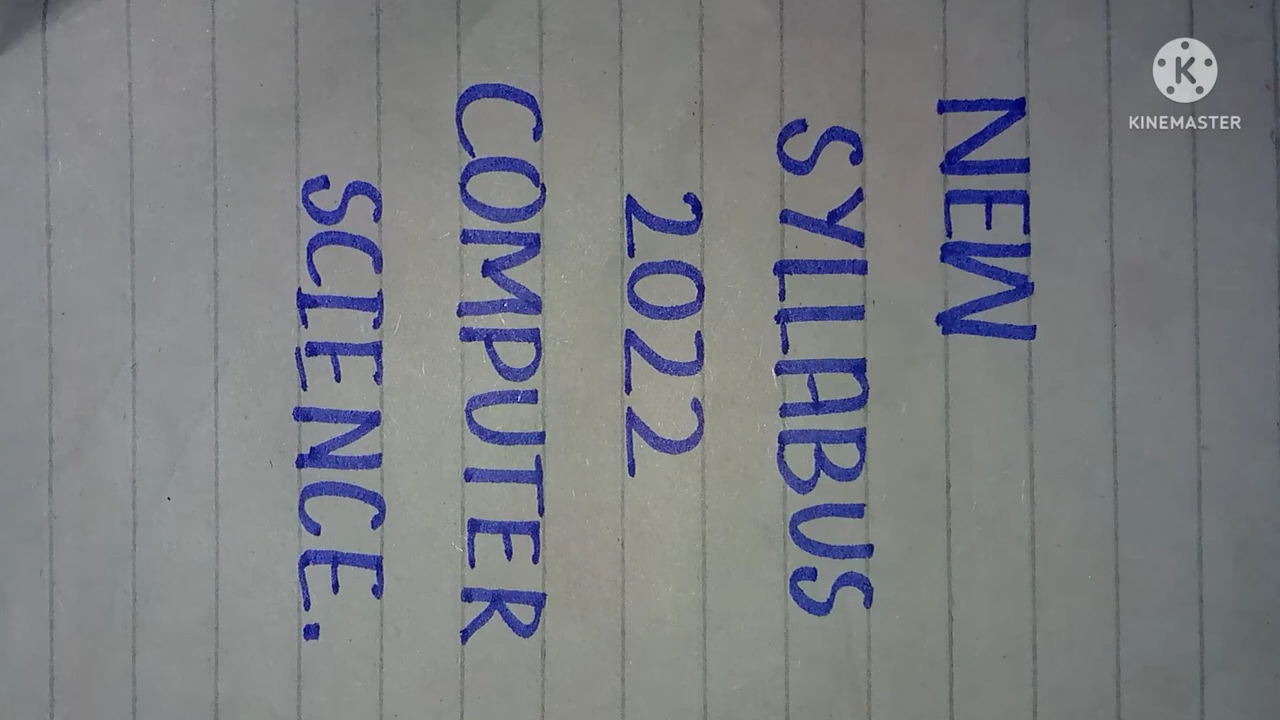 NEW
SYLLABUS
2022
COMPUTER
SCIENCE.
K
KINEMASTER